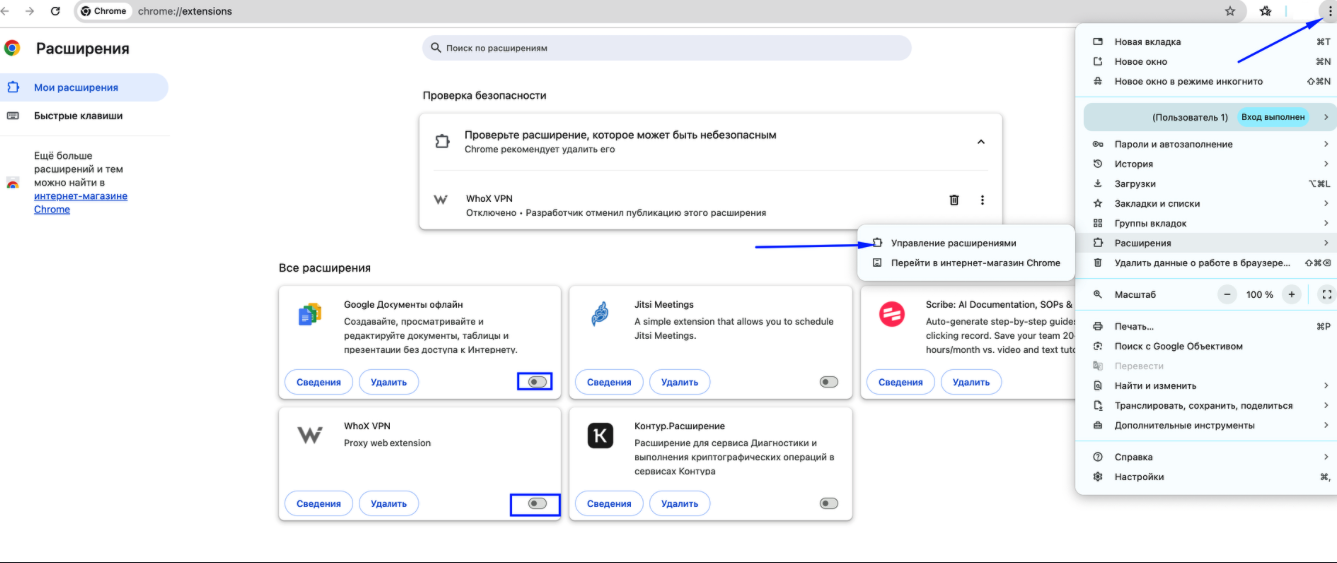 Chrome
chrome://extensions
Расширения
Поиск по расширениям
Мои расширения
Быстрые клавиши
Ещё больше
расширений и тем
можно найти в
интернет-магазине
Chrome
Проверка безопасности
Проверьте расширение, которое может быть небезопасным
Chrome рекомендует удалить его
WhoX VPN
Отключено • Разработчик отменил публикацию этого расширения
Все расширения
Google Документы офлайн
Создавайте, просматривайте и
редактируйте документы, таблицы и
презентации без доступа к Интернету.
Сведения
Удалить
Jitsi Meetings
A simple extension that allows you to schedule
Jitsi Meetings.
Сведения
Удалить
Scribe: AI Documentation, SOPs &
Auto-generate step-by-step guides
clicking record. Save your team 20
hours/month vs. video and text tuto
Сведения
Удалить
WhoX VPN
Proxy web extension
Сведения
Удалить
Контур.Расширение
Расширение для сервиса Диагностики и
выполнения криптографических операций в
сервисах Контура
Сведения
Удалить
Новая вкладка ⌘T
Новое окно ⌘N
Новое окно в режиме инкогнито ⇧⌘N
(Пользователь 1) Вход выполнен
Пароли и автозаполнение
История
Загрузки ⌥⌘L
Закладки и списки
Группы вкладок
Расширения
Удалить данные о работе в браузере... ⇧⌘⌫
Масштаб − 100 % +
Печать... ⌘P
Поиск с Google Объективом
Перевести
Найти и изменить
Транслировать, сохранить, поделиться
Дополнительные инструменты
Справка
Настройки ⌘,
Управление расширениями
Перейти в интернет-магазин Chrome